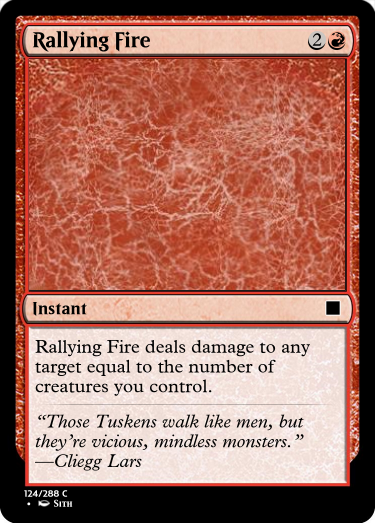 Rallying Fire 2
Instant
Rallying Fire deals damage to any
target equal to the number of
creatures you control.
“Those Tuskens walk like men, but
they’re vicious, mindless monsters.”
—Cliegg Lars
124/288 C
• Sith